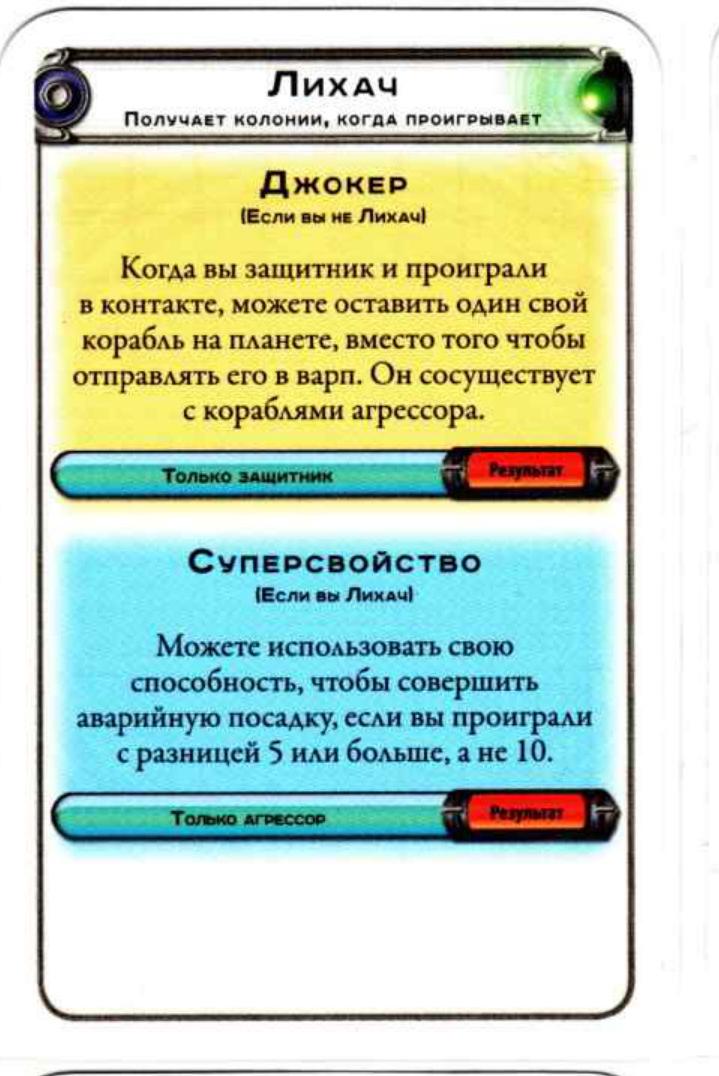 Лихач
Получает колонии, когда проигрывает
Джокер
(Если вы не Лихач)
Когда вы защитник и проиграли
в контакте, можете оставить один свой
корабль на планете, вместо того чтобы
отправлять его в варп. Он сосуществует
с кораблями агрессора.
Только защитник Результат
Суперсвойство
(Если вы Лихач)
Можете использовать свою
способность, чтобы совершить
аварийную посадку, если вы проиграли
с разницей 5 или больше, а не 10.
Только агрессор Результат